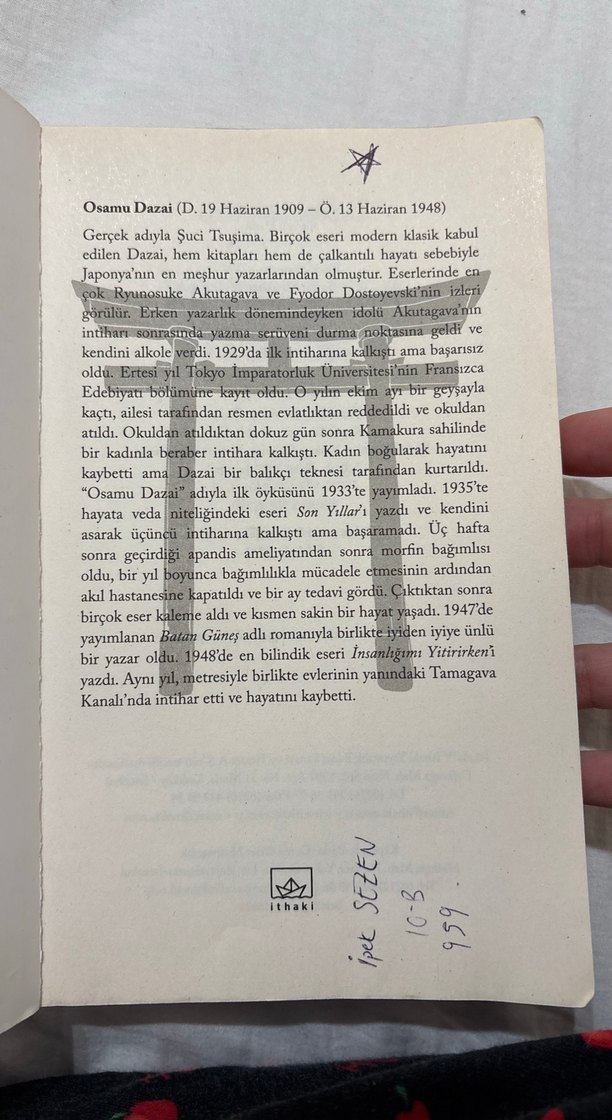 Osamu Dazai (D. 19 Haziran 1909 – Ö. 13 Haziran 1948)
Gerçek adıyla Şuci Tsuşima. Birçok eseri modern klasik kabul
edilen Dazai, hem kitapları hem de çalkantılı hayatı sebebiyle
Japonya'nın en meşhur yazarlarından olmuştur. Eserlerinde en
çok Ryunosuke Akutagava ve Fyodor Dostoyevski'nin izleri
görülür. Erken yazarlık dönemindeyken idolü Akutagava'nın
intiharı sonrasında yazma serüveni durma noktasına geldi ve
kendini alkole verdi. 1929'da ilk intiharına kalkıştı ama başarısız
oldu. Ertesi yıl Tokyo İmparatorluk Üniversitesi'nin Fransızca
Edebiyatı bölümüne kayıt oldu. O yılın ekim ayı bir geyşayla
kaçtı, ailesi tarafından resmen evlatlıktan reddedildi ve okuldan
atıldı. Okuldan atıldıktan dokuz gün sonra Kamakura sahilinde
bir kadınla beraber intihara kalkıştı. Kadın boğularak hayatını
kaybetti ama Dazai bir balıkçı teknesi tarafından kurtarıldı.
"Osamu Dazai" adıyla ilk öyküsünü 1933'te yayımladı. 1935'te
hayata veda niteliğindeki eseri Son Yıllar'ı yazdı ve kendini
asarak üçüncü intiharına kalkıştı ama başaramadı. Üç hafta
sonra geçirdiği apandis ameliyatından sonra morfin bağımlısı
oldu, bir yıl boyunca bağımlılıkla mücadele etmesinin ardından
akıl hastanesine kapatıldı ve bir ay tedavi gördü. Çıktıktan sonra
birçok eser kaleme aldı ve kısmen sakin bir hayat yaşadı. 1947'de
yayımlanan Batan Güneş adlı romanıyla birlikte iyiden iyiye ünlü
bir yazar oldu. 1948'de en bilindik eseri İnsanlığımı Yitirirken'i
yazdı. Aynı yıl, metresiyle birlikte evlerinin yanındaki Tamagava
Kanalı'nda intihar etti ve hayatını kaybetti.
ithaki
İpek SEZEN
10-B
959.